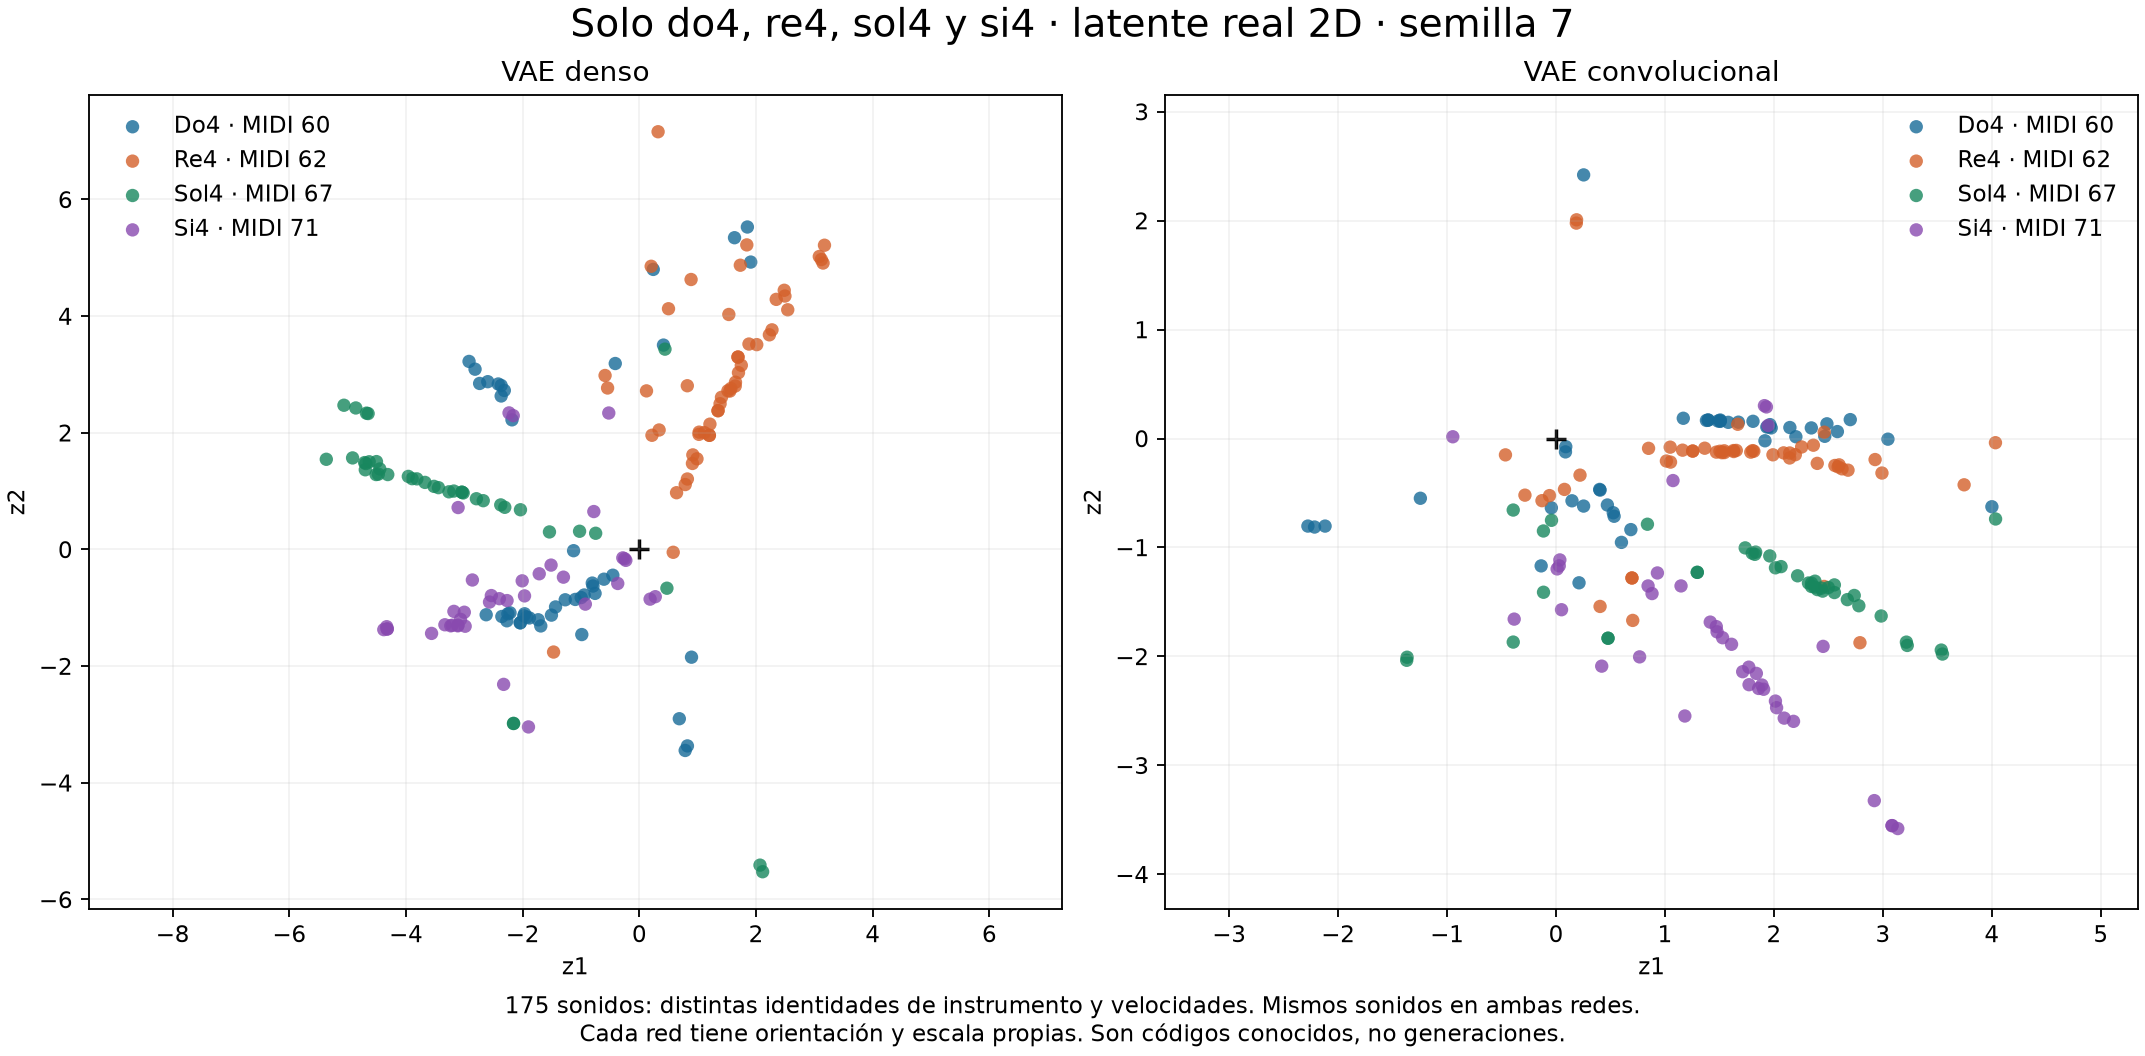 Solo do4, re4, sol4 y si4 · latente real 2D · semilla 7
VAE denso
Do4 · MIDI 60
Re4 · MIDI 62
Sol4 · MIDI 67
Si4 · MIDI 71
6
4
2
0
−2
−4
−6
z2
−8
−6
−4
−2
0
2
4
6
z1
VAE convolucional
Do4 · MIDI 60
Re4 · MIDI 62
Sol4 · MIDI 67
Si4 · MIDI 71
3
2
1
0
−1
−2
−3
−4
z2
−3
−2
−1
0
1
2
3
4
5
z1
175 sonidos: distintas identidades de instrumento y velocidades. Mismos sonidos en ambas redes.
Cada red tiene orientación y escala propias. Son códigos conocidos, no generaciones.